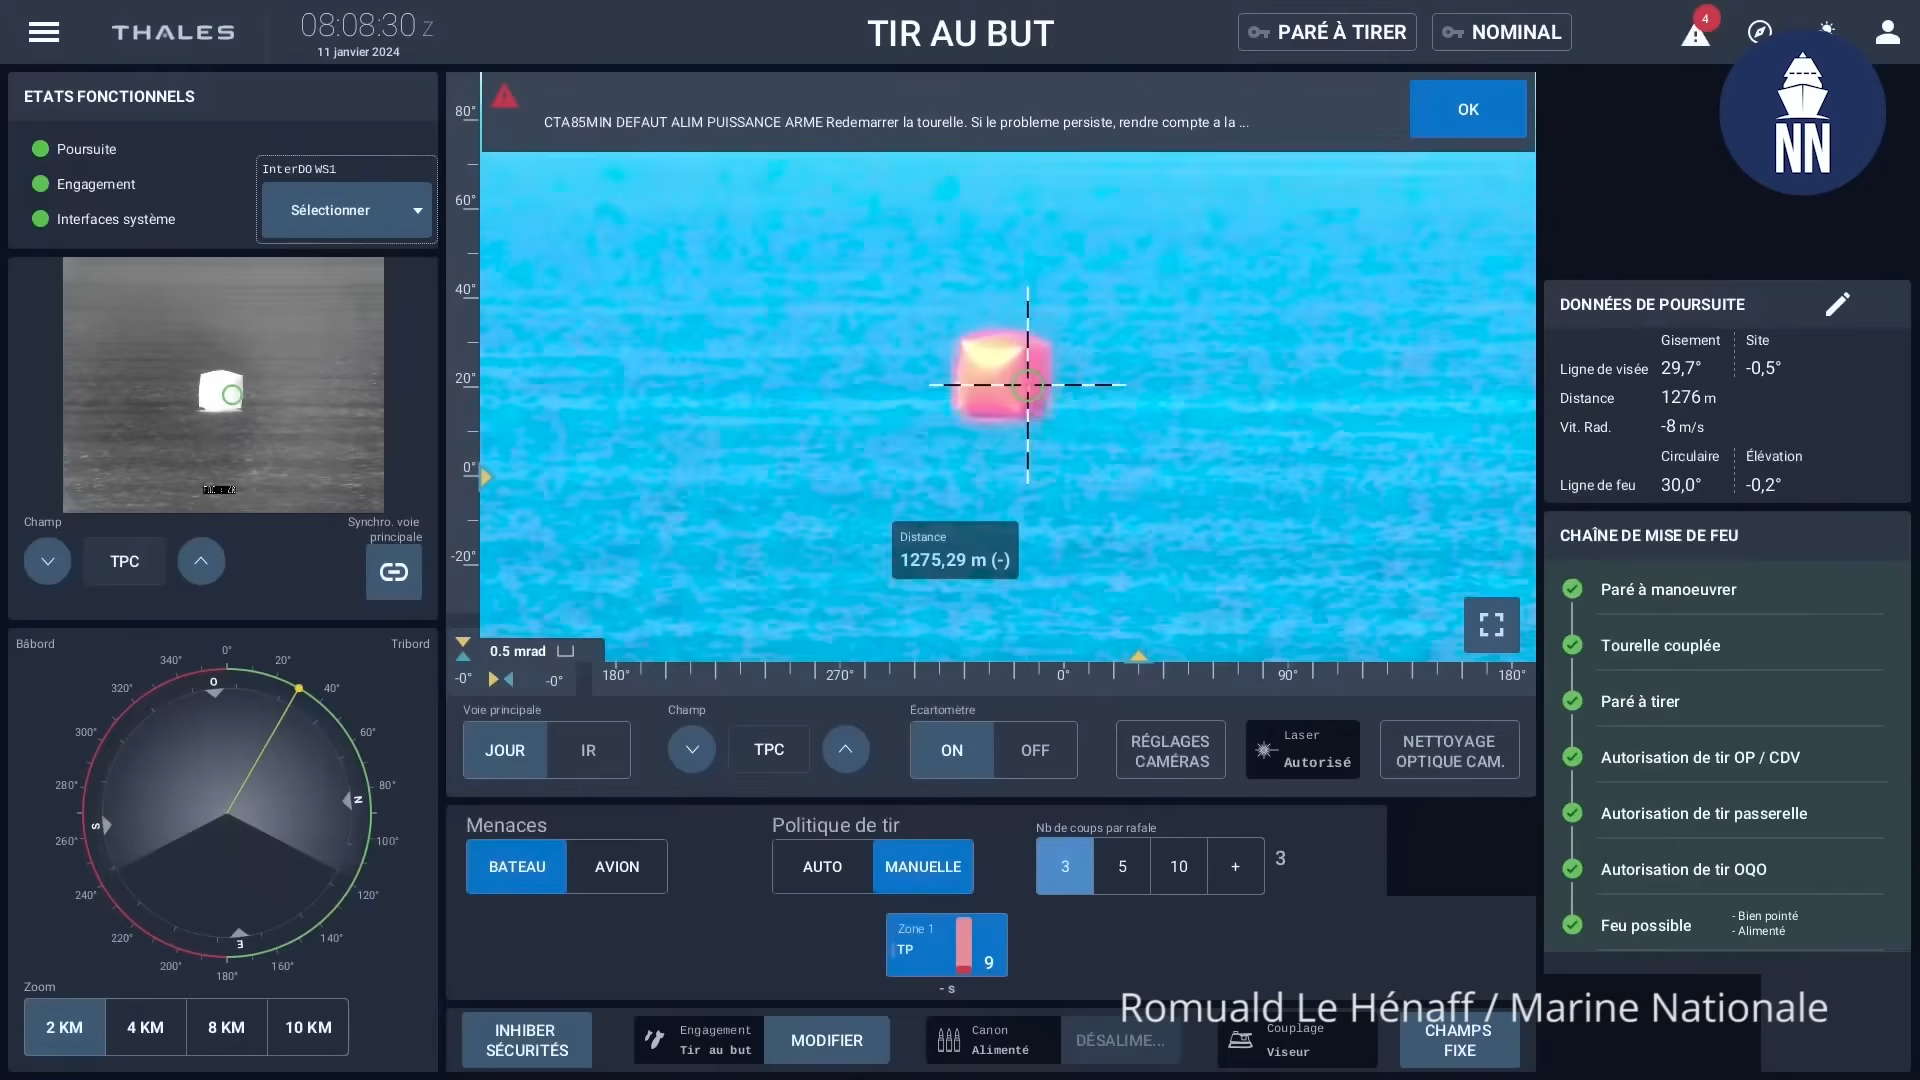 THALES
08:08:30 Z
11 janvier 2024
TIR AU BUT
PARÉ À TIRER
NOMINAL
4
NN
ETATS FONCTIONNELS
Poursuite
Engagement
Interfaces système
InterDO WS1
Sélectionner
Champ
TPC
Synchro. voie
principale
Bâbord
Tribord
0°
20°
40°
60°
80°
100°
120°
140°
160°
180°
200°
220°
240°
260°
280°
300°
320°
340°
O
N
E
S
Zoom
2 KM
4 KM
8 KM
10 KM
CTA85MIN DEFAUT ALIM PUISSANCE ARME Redemarrer la tourelle. Si le probleme persiste, rendre compte a la ...
OK
80°
60°
40°
20°
0°
-20°
Distance
1275,29 m (-)
0.5 mrad
-0°
-0°
180°
270°
0°
90°
180°
Voie principale
JOUR
IR
Champ
TPC
Écartomètre
ON
OFF
RÉGLAGES
CAMÉRAS
Laser
Autorisé
NETTOYAGE
OPTIQUE CAM.
Menaces
BATEAU
AVION
Politique de tir
AUTO
MANUELLE
Nb de coups par rafale
3
5
10
+
3
Zone 1
TP
9
- s
INHIBER
SÉCURITÉS
Engagement
Tir au but
MODIFIER
Canon
Alimenté
DÉSALIME...
Couplage
Viseur
CHAMPS
FIXE
DONNÉES DE POURSUITE
Gisement Site
Ligne de visée 29,7° -0,5°
Distance 1276 m
Vit. Rad. -8 m/s
Circulaire Élévation
Ligne de feu 30,0° -0,2°
CHAÎNE DE MISE DE FEU
Paré à manoeuvrer
Tourelle couplée
Paré à tirer
Autorisation de tir OP / CDV
Autorisation de tir passerelle
Autorisation de tir OQO
Feu possible
- Bien pointé
- Alimenté
Romuald Le Hénaff / Marine Nationale